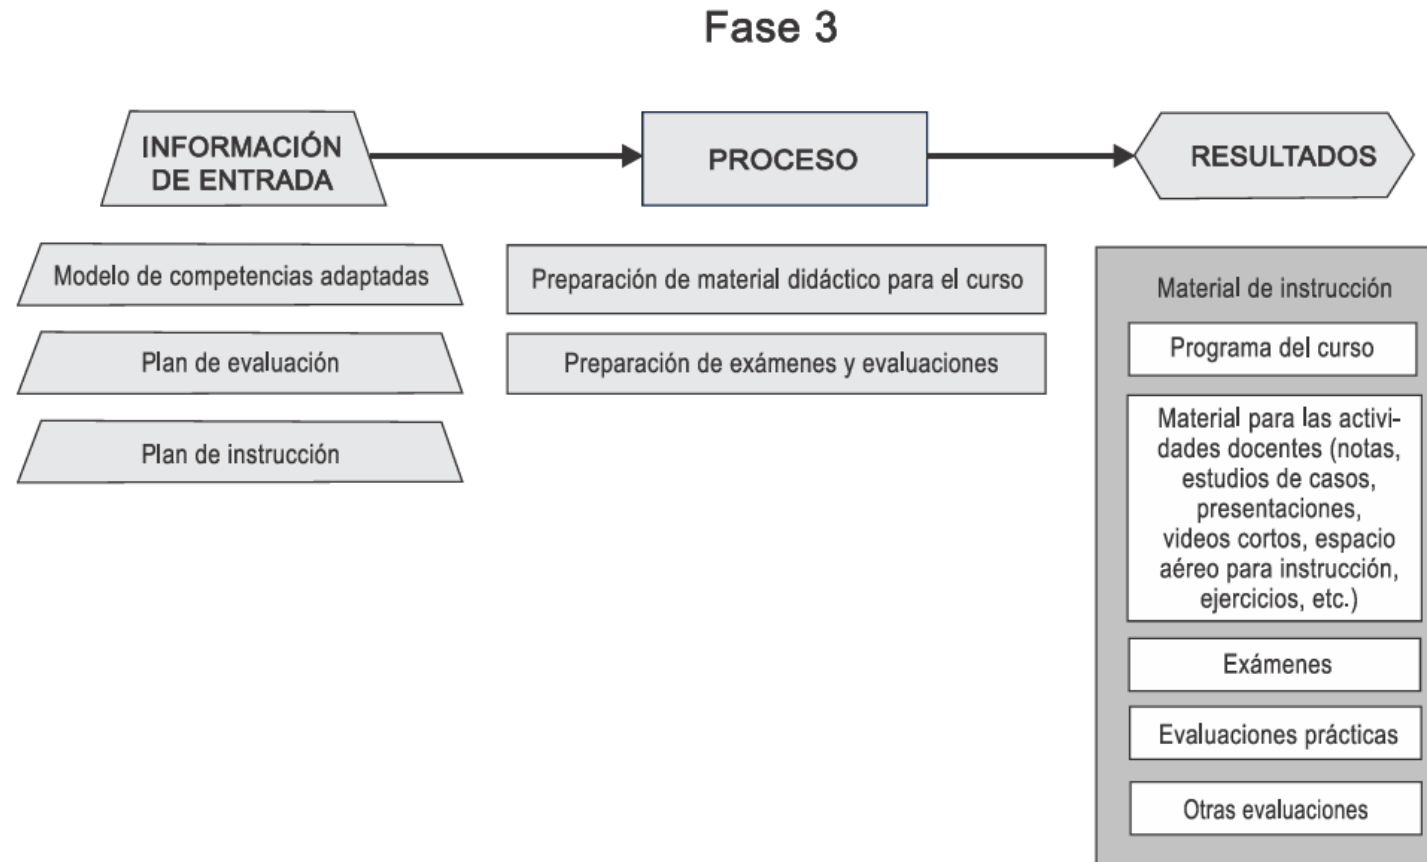 Fase 3
INFORMACIÓN
DE ENTRADA
PROCESO
RESULTADOS
Modelo de competencias adaptadas
Plan de evaluación
Plan de instrucción
Preparación de material didáctico para el curso
Preparación de exámenes y evaluaciones
Material de instrucción
Programa del curso
Material para las activi-
dades docentes (notas,
estudios de casos,
presentaciones,
videos cortos, espacio
aéreo para instrucción,
ejercicios, etc.)
Exámenes
Evaluaciones prácticas
Otras evaluaciones